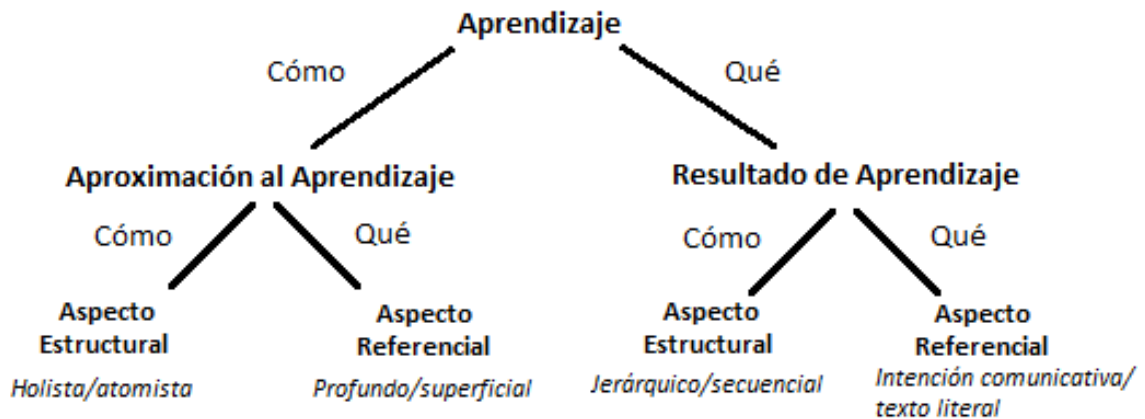 Aprendizaje
Cómo
Qué
Aproximación al Aprendizaje
Resultado de Aprendizaje
Cómo
Qué
Cómo
Qué
Aspecto
Estructural
Holista/atomista
Aspecto
Referencial
Profundo/superficial
Aspecto
Estructural
Jerárquico/secuencial
Aspecto
Referencial
Intención comunicativa/
texto literal